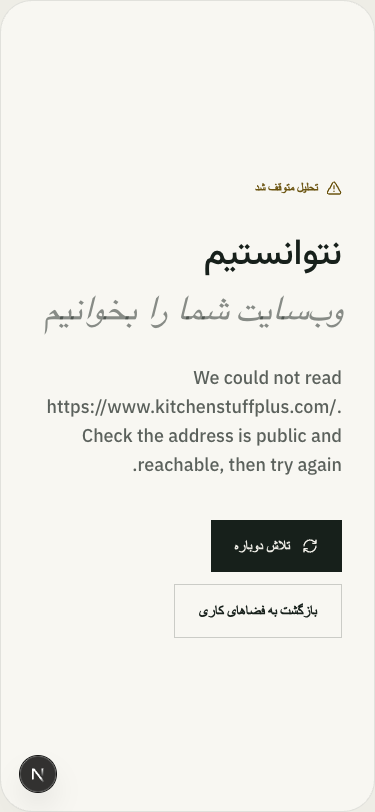 تحلیل متوقف شد
نتوانستیم
وب‌سایت شما را بخوانیم
We could not read
https://www.kitchenstuffplus.com/.
Check the address is public and
reachable, then try again.
تلاش دوباره
بازگشت به فضاهای کاری
N